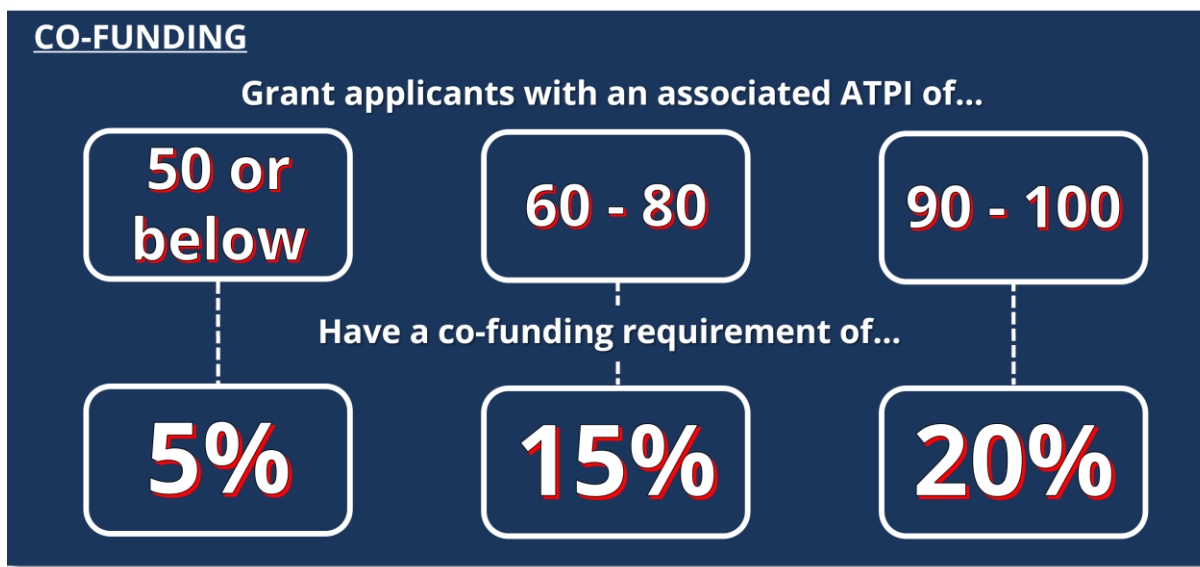 CO-FUNDING
Grant applicants with an associated ATPI of...
50 or
below
60 - 80
90 - 100
Have a co-funding requirement of...
5%
15%
20%